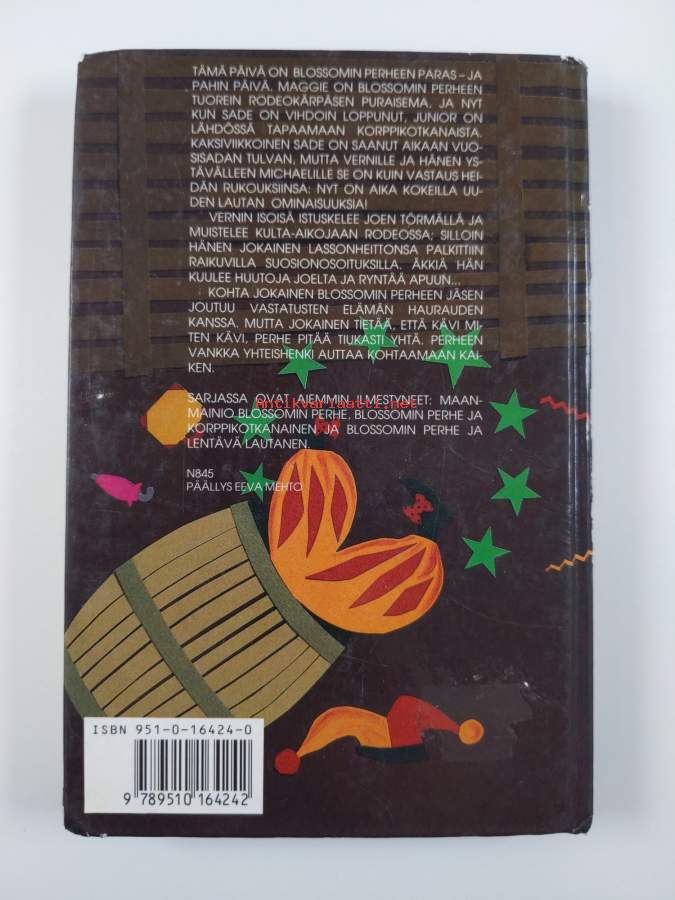 TÄMÄ PÄIVÄ ON BLOSSOMIN PERHEEN PARAS – JA
PAHIN PÄIVÄ. MAGGIE ON BLOSSOMIN PERHEEN
TUOREIN RODEOKÄRPÄSEN PURAISEMA, JA NYT
KUN SADE ON VIHDOIN LOPPUNUT, JUNIOR ON
LÄHDÖSSÄ TAPAAMAAN KORPPIKOTKANAISTA.
KAKSIVIIKKOINEN SADE ON SAANUT AIKAAN VUO-
SISADAN TULVAN, MUTTA VERNILLE JA HÄNEN YS-
TÄVÄLLEEN MICHAELILLE SE ON KUIN VASTAUS HEI-
DÄN RUKOUKSIINSA: NYT ON AIKA KOKEILLA UU-
DEN LAUTAN OMINAISUUKSIA!
VERNIN ISOISÄ ISTUSKELEE JOEN TÖRMÄLLÄ JA
MUISTELEE KULTA-AIKOJAAN RODEOSSA; SILLOIN
HÄNEN JOKAINEN LASSONHEITTONSA PALKITTIIN
RAIKUVILLA SUOSIONOSOITUKSILLA. ÄKKIÄ HÄN
KUULEE HUUTOJA JOELTA JA RYNTÄÄ APUUN...
KOHTA JOKAINEN BLOSSOMIN PERHEEN JÄSEN
JOUTUU VASTATUSTEN ELÄMÄN HAURAUDEN
KANSSA. MUTTA JOKAINEN TIETÄÄ, ETTÄ KÄVI MI-
TEN KÄVI, PERHE PITÄÄ TIUKASTI YHTÄ. PERHEEN
VANKKA YHTEISHENKI AUTTAA KOHTAAMAAN KAI-
KEN.
SARJASSA OVAT AIEMMIN ILMESTYNEET: MAAN-
Antikvariaatti.net
MAINIO BLOSSOMIN PERHE, BLOSSOMIN PERHE JA
KORPPIKOTKANAINEN JA BLOSSOMIN PERHE JA
LENTÄVÄ LAUTANEN.
N845
PÄÄLLYS EEVA MEHTO
ISBN 951-0-16424-0
9 789510 164242